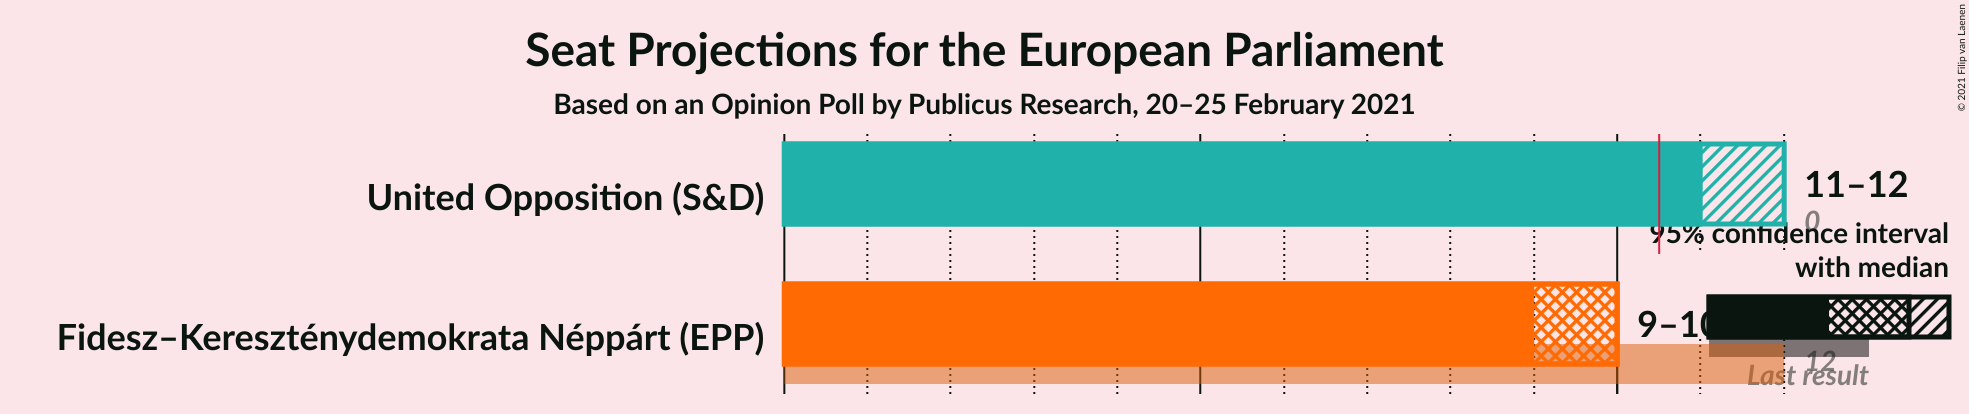 Seat Projections for the European Parliament
Based on an Opinion Poll by Publicus Research, 20–25 February 2021
© 2021 Filip van Laenen
United Opposition (S&D)
11–12
0
95% confidence interval
with median
Fidesz–Kereszténydemokrata Néppárt (EPP)
9–10
12
Last result